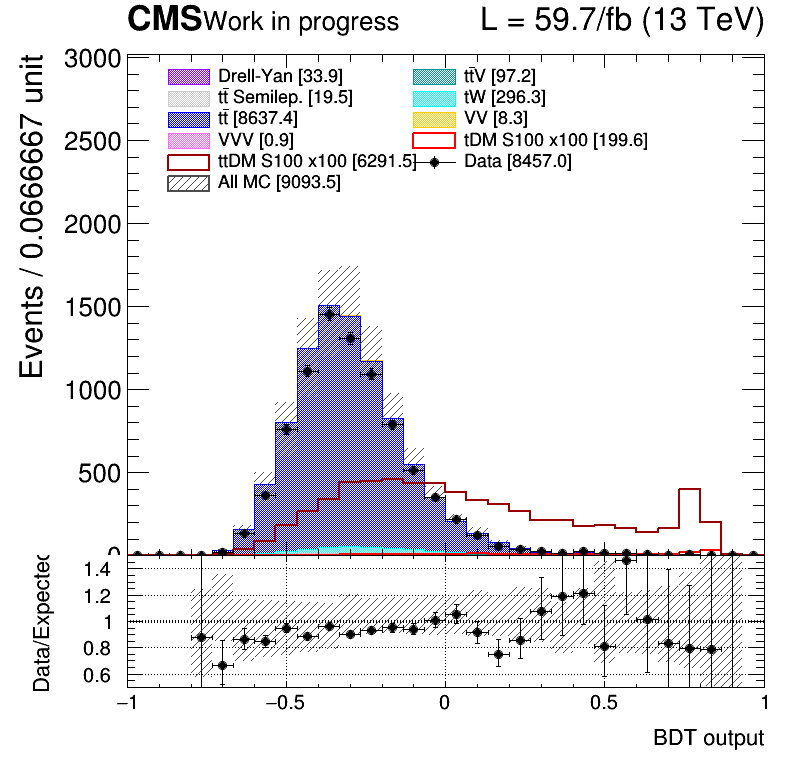 CMS Work in progress L = 59.7/fb (13 TeV)
Events / 0.0666667 unit
3000
2500
2000
1500
1000
500
0
Drell-Yan [33.9]
tt̄V [97.2]
tt̄ Semilep. [19.5]
tW [296.3]
tt̄ [8637.4]
VV [8.3]
VVV [0.9]
tDM S100 x100 [199.6]
ttDM S100 x100 [6291.5]
Data [8457.0]
All MC [9093.5]
Data/Expected
1.4
1.2
1
0.8
0.6
−1 −0.5 0 0.5 1
BDT output